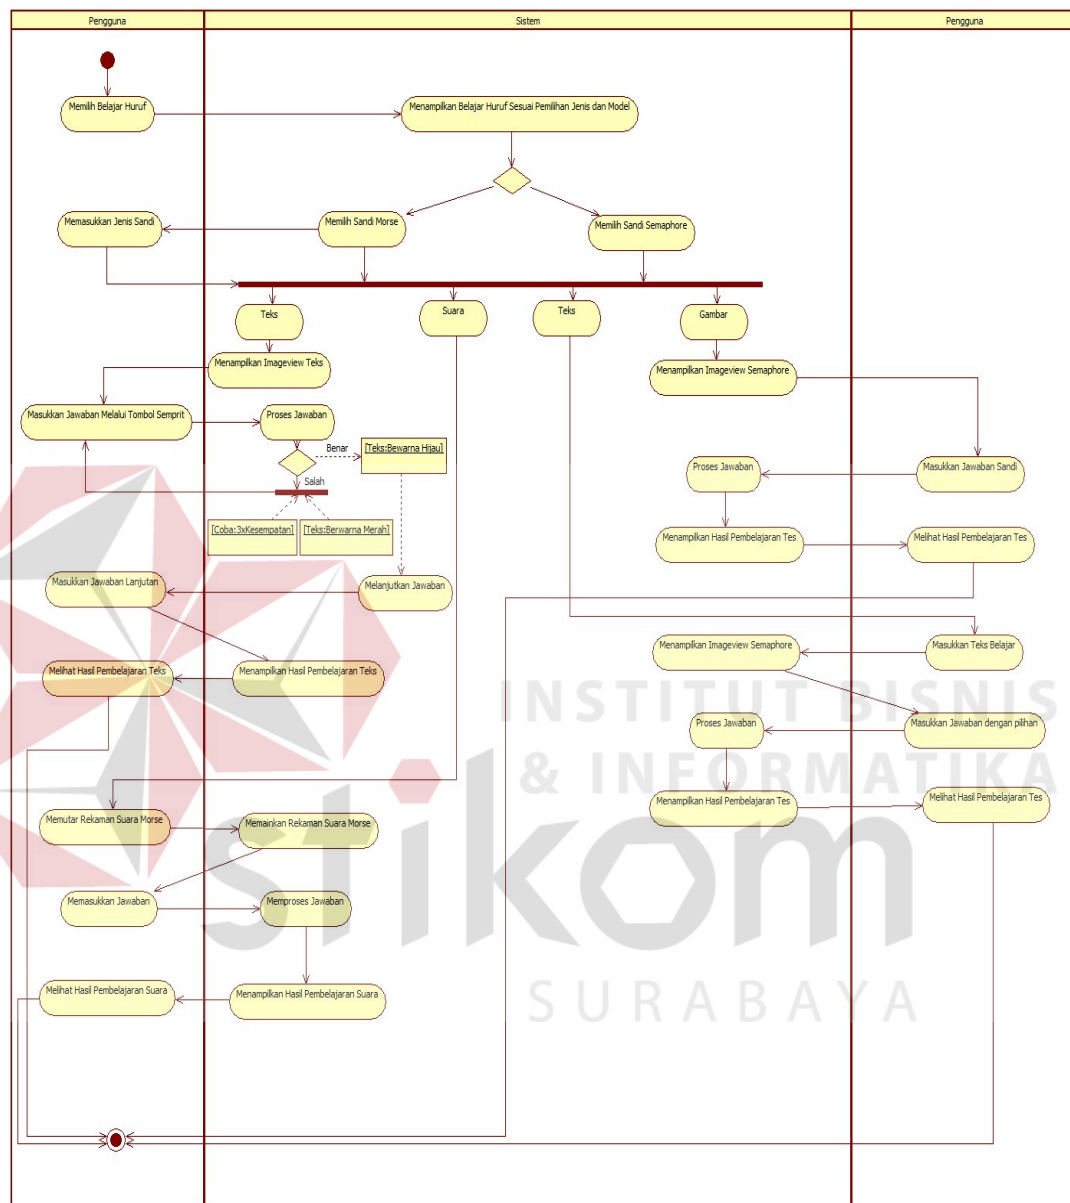 Pengguna
Sistem
Pengguna
Memilih Belajar Huruf
Menampilkan Belajar Huruf Sesuai Pemilihan Jenis dan Model
Memasukkan Jenis Sandi
Memilih Sandi Morse
Memilih Sandi Semaphore
Teks
Suara
Teks
Gambar
Menampilkan Imageview Teks
Menampilkan Imageview Semaphore
Masukkan Jawaban Melalui Tombol Semprit
Proses Jawaban
Benar
[Teks:Bewarna Hijau]
Salah
Proses Jawaban
Masukkan Jawaban Sandi
[Coba:3xKesempatan]
[Teks:Berwarna Merah]
Menampilkan Hasil Pembelajaran Tes
Melihat Hasil Pembelajaran Tes
Masukkan Jawaban Lanjutan
Melanjutkan Jawaban
Menampilkan Imageview Semaphore
Masukkan Teks Belajar
Melihat Hasil Pembelajaran Teks
Menampilkan Hasil Pembelajaran Teks
INSTITUT BISNIS
& INFORMATIKA
Proses Jawaban
Masukkan Jawaban dengan pilihan
Menampilkan Hasil Pembelajaran Tes
Melihat Hasil Pembelajaran Tes
Memutar Rekaman Suara Morse
Memainkan Rekaman Suara Morse
stikom
Memasukkan Jawaban
Memproses Jawaban
Melihat Hasil Pembelajaran Suara
Menampilkan Hasil Pembelajaran Suara
SURABAYA